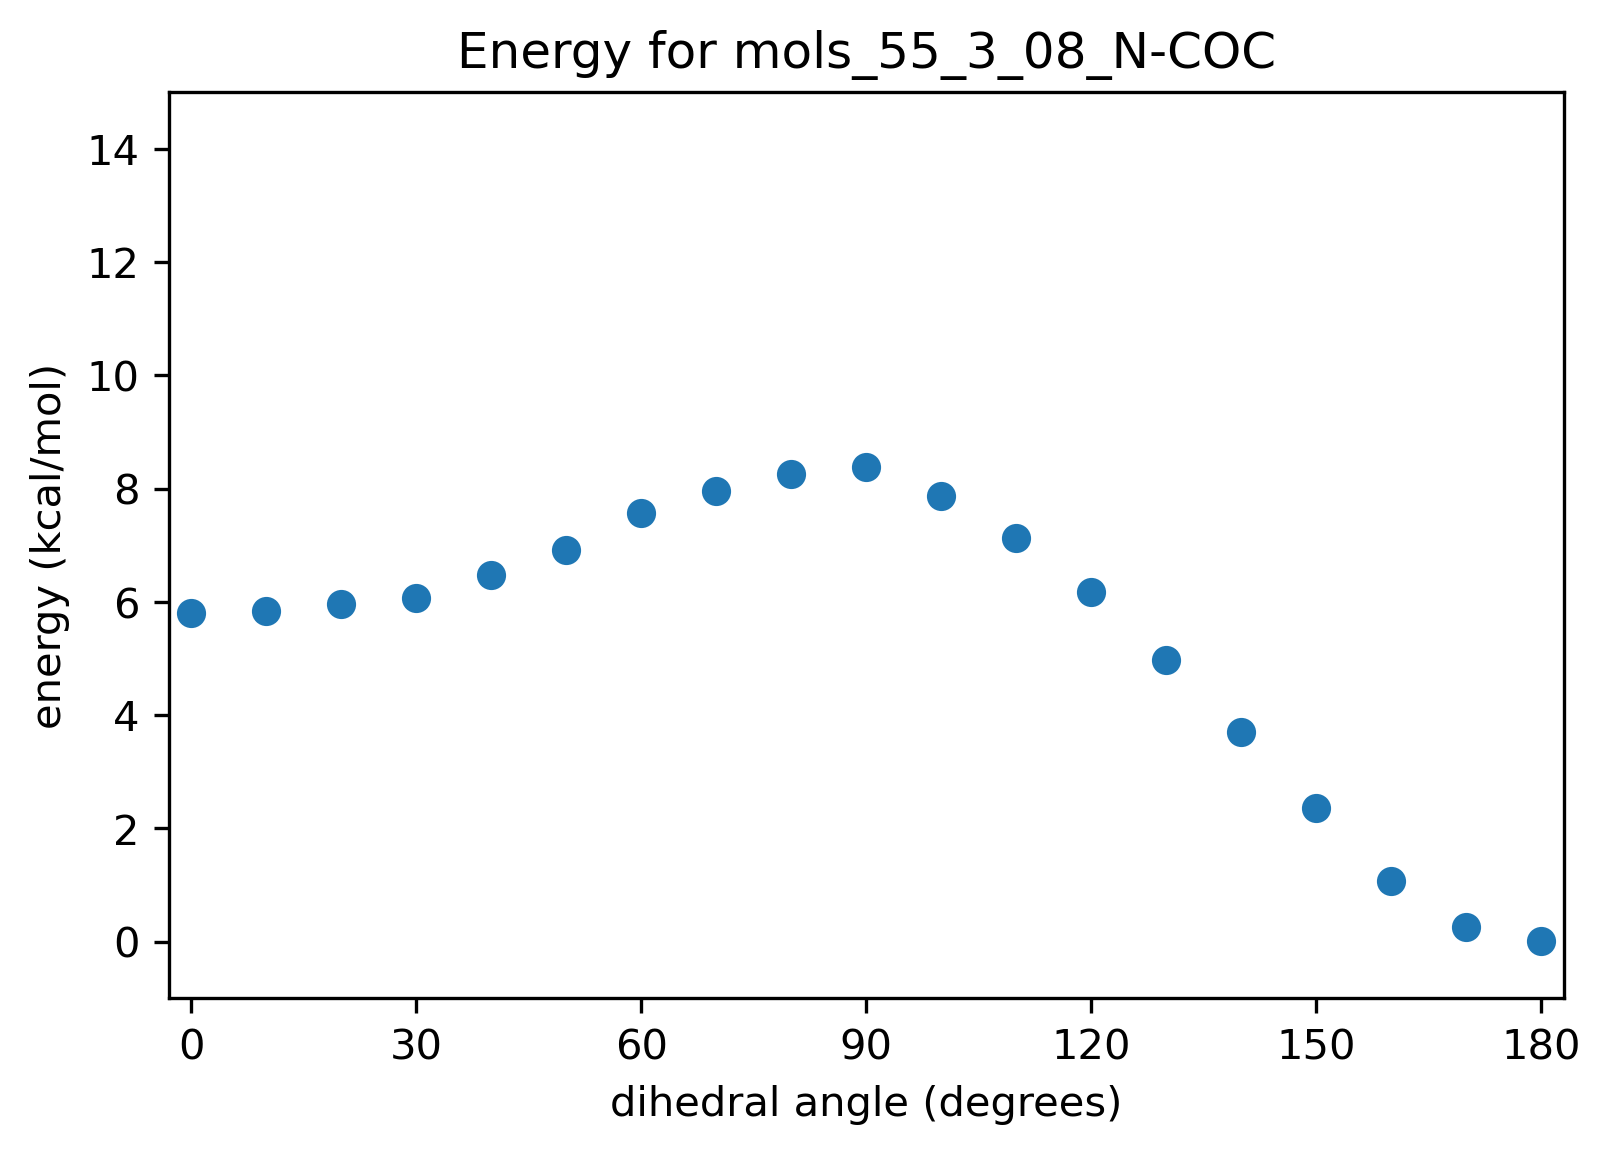 Energy for mols_55_3_08_N-COC
14
12
10
8
6
4
2
0
energy (kcal/mol)
0 30 60 90 120 150 180
dihedral angle (degrees)